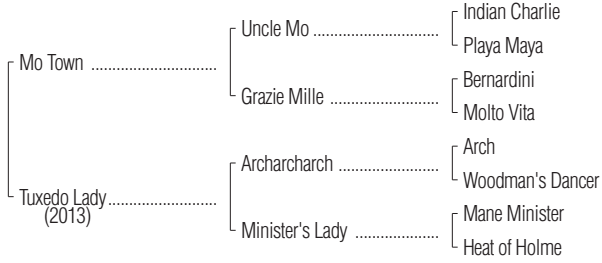 Indian Charlie
Uncle Mo ................................
Playa Maya
Mo Town ................................
Bernardini
Grazie Mille ............................
Molto Vita
Arch
Archarcharch ..........................
Woodman's Dancer
Tuxedo Lady............................
(2013)
Mane Minister
Minister's Lady ......................
Heat of Holme